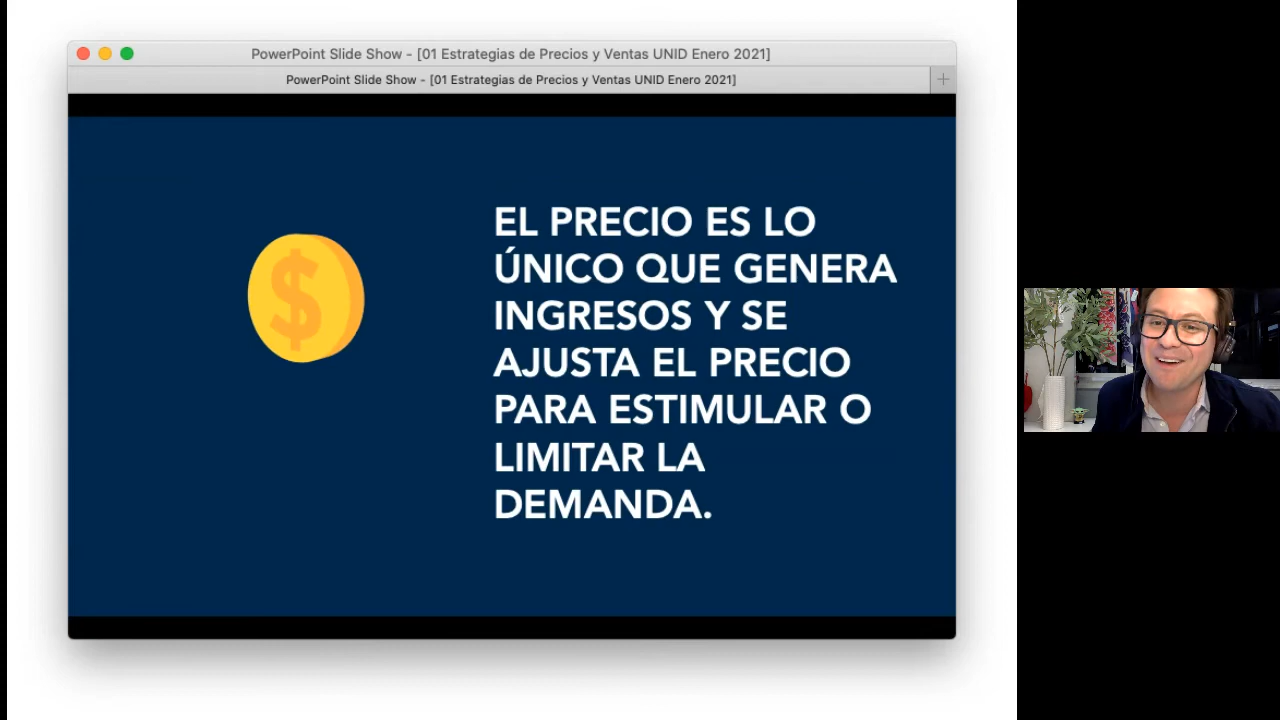 PowerPoint Slide Show - [01 Estrategias de Precios y Ventas UNID Enero 2021]
PowerPoint Slide Show - [01 Estrategias de Precios y Ventas UNID Enero 2021]
$
EL PRECIO ES LO
ÚNICO QUE GENERA
INGRESOS Y SE
AJUSTA EL PRECIO
PARA ESTIMULAR O
LIMITAR LA
DEMANDA.